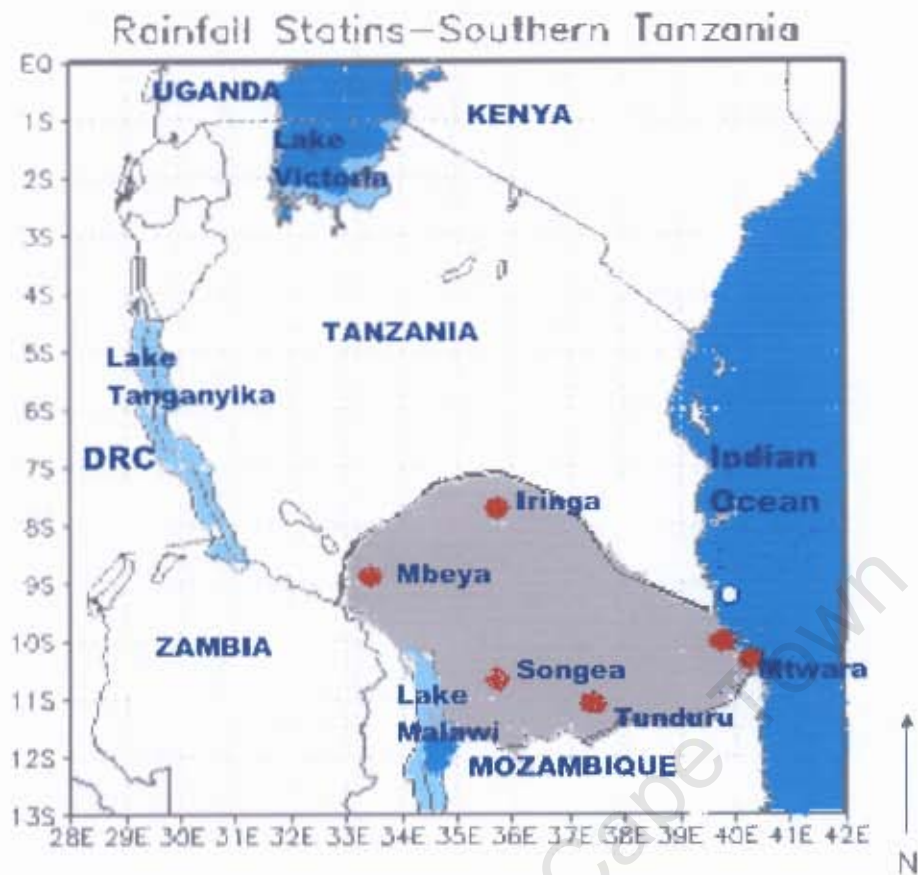 Rainfall Statins-Southern Tanzania
EQ
UGANDA
KENYA
1S
Lake
Victoria
2S
3S
4S
TANZANIA
5S
Lake
Tanganyika
6S
DRC
7S
Indian
Ocean
Iringa
8S
Mbeya
9S
ZAMBIA
10S
Songea
Mtwara
11S
Lake
Malawi
Tunduru
12S
MOZAMBIQUE
13S
28E 29E 30E 31E 32E 33E 34E 35E 36E 37E 38E 39E 40E 41E 42E
N
Cape Town